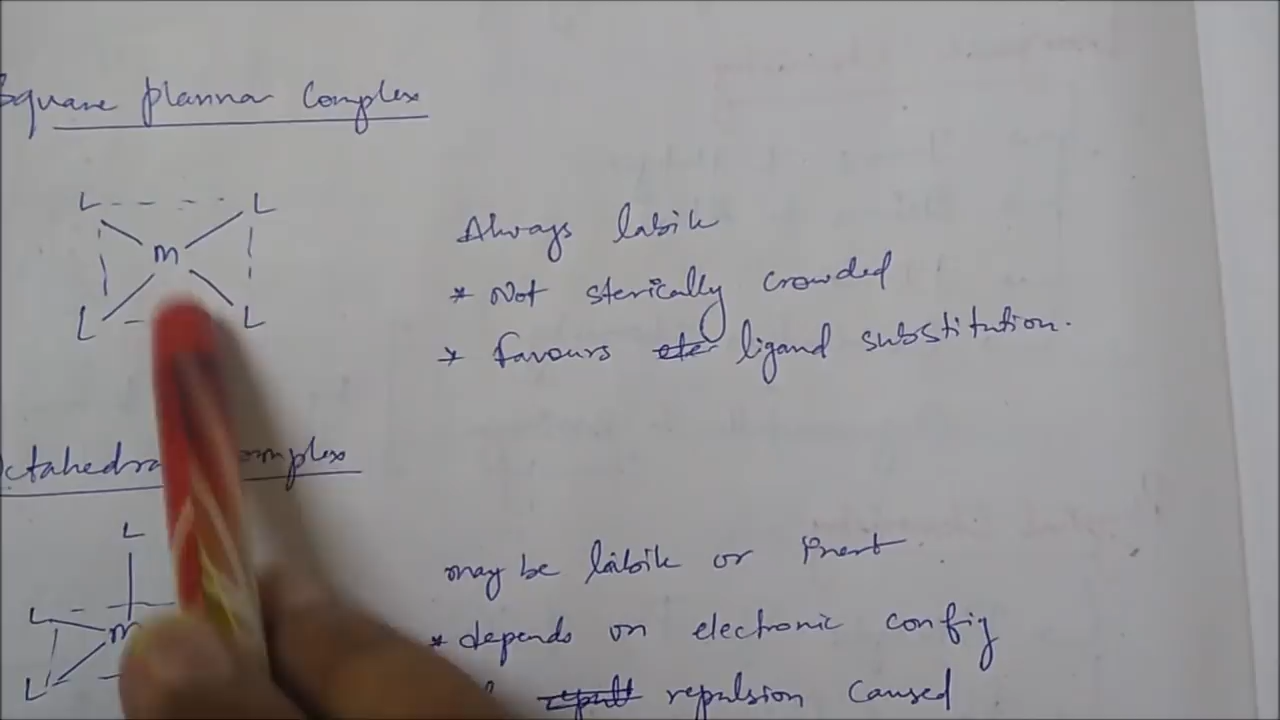 Square plannar Complex
L L
M
L L
Always labile
* Not sterically crowded
* favours ligand substitution.
Octahedral complex
L
L M
L
may be labile or inert
* depends on electronic config
repulsion caused